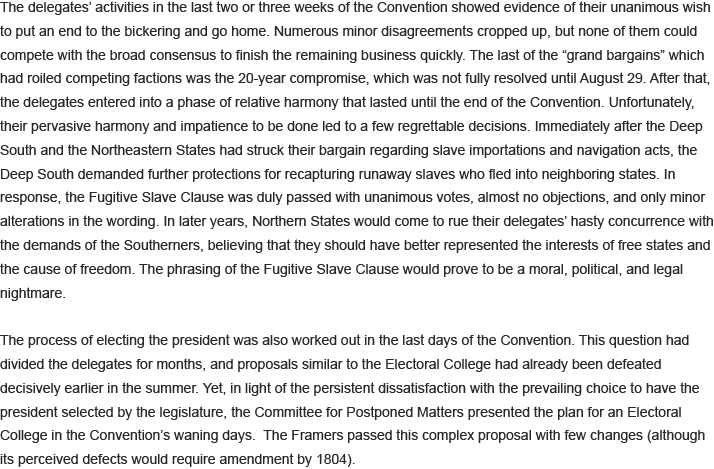 The delegates’ activities in the last two or three weeks of the Convention showed evidence of their unanimous wish
to put an end to the bickering and go home. Numerous minor disagreements cropped up, but none of them could
compete with the broad consensus to finish the remaining business quickly. The last of the “grand bargains” which
had roiled competing factions was the 20-year compromise, which was not fully resolved until August 29. After that,
the delegates entered into a phase of relative harmony that lasted until the end of the Convention. Unfortunately,
their pervasive harmony and impatience to be done led to a few regrettable decisions. Immediately after the Deep
South and the Northeastern States had struck their bargain regarding slave importations and navigation acts, the
Deep South demanded further protections for recapturing runaway slaves who fled into neighboring states. In
response, the Fugitive Slave Clause was duly passed with unanimous votes, almost no objections, and only minor
alterations in the wording. In later years, Northern States would come to rue their delegates’ hasty concurrence with
the demands of the Southerners, believing that they should have better represented the interests of free states and
the cause of freedom. The phrasing of the Fugitive Slave Clause would prove to be a moral, political, and legal
nightmare.
The process of electing the president was also worked out in the last days of the Convention. This question had
divided the delegates for months, and proposals similar to the Electoral College had already been defeated
decisively earlier in the summer. Yet, in light of the persistent dissatisfaction with the prevailing choice to have the
president selected by the legislature, the Committee for Postponed Matters presented the plan for an Electoral
College in the Convention’s waning days.  The Framers passed this complex proposal with few changes (although
its perceived defects would require amendment by 1804).